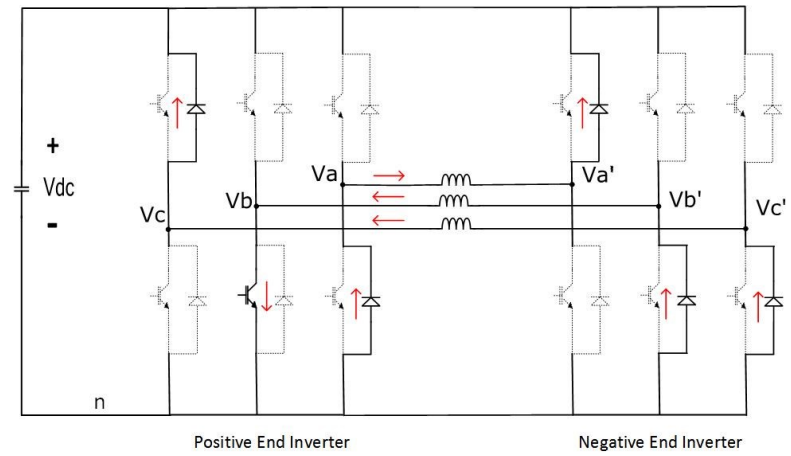 +
Vdc
-
Va
Va'
Vb
Vb'
Vc
Vc'
n
Positive End Inverter
Negative End Inverter